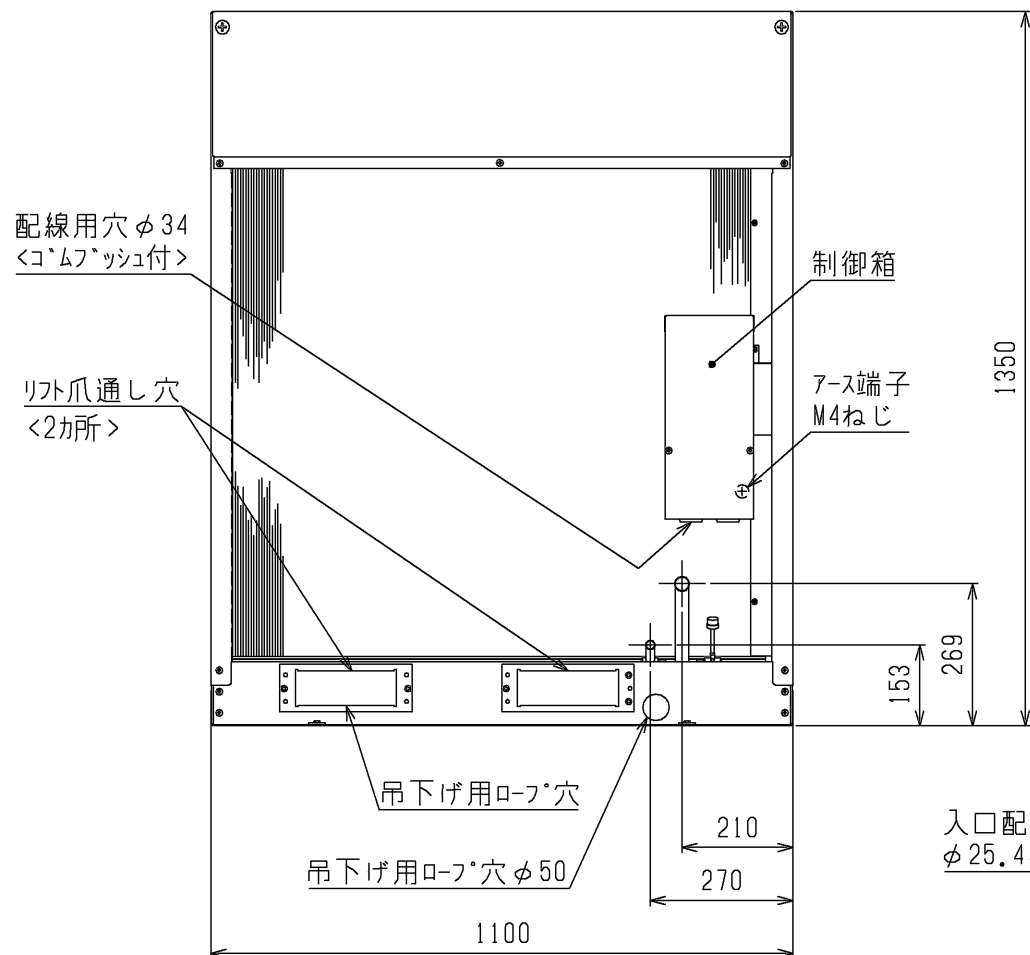 配線用穴φ34
<ゴムブッシュ付>
制御箱
リフト爪通し穴
<2カ所>
アース端子
M4ねじ
1350
269
153
吊下げ用ロープ穴
吊下げ用ロープ穴φ50
210
270
1100
入口配
φ25.4